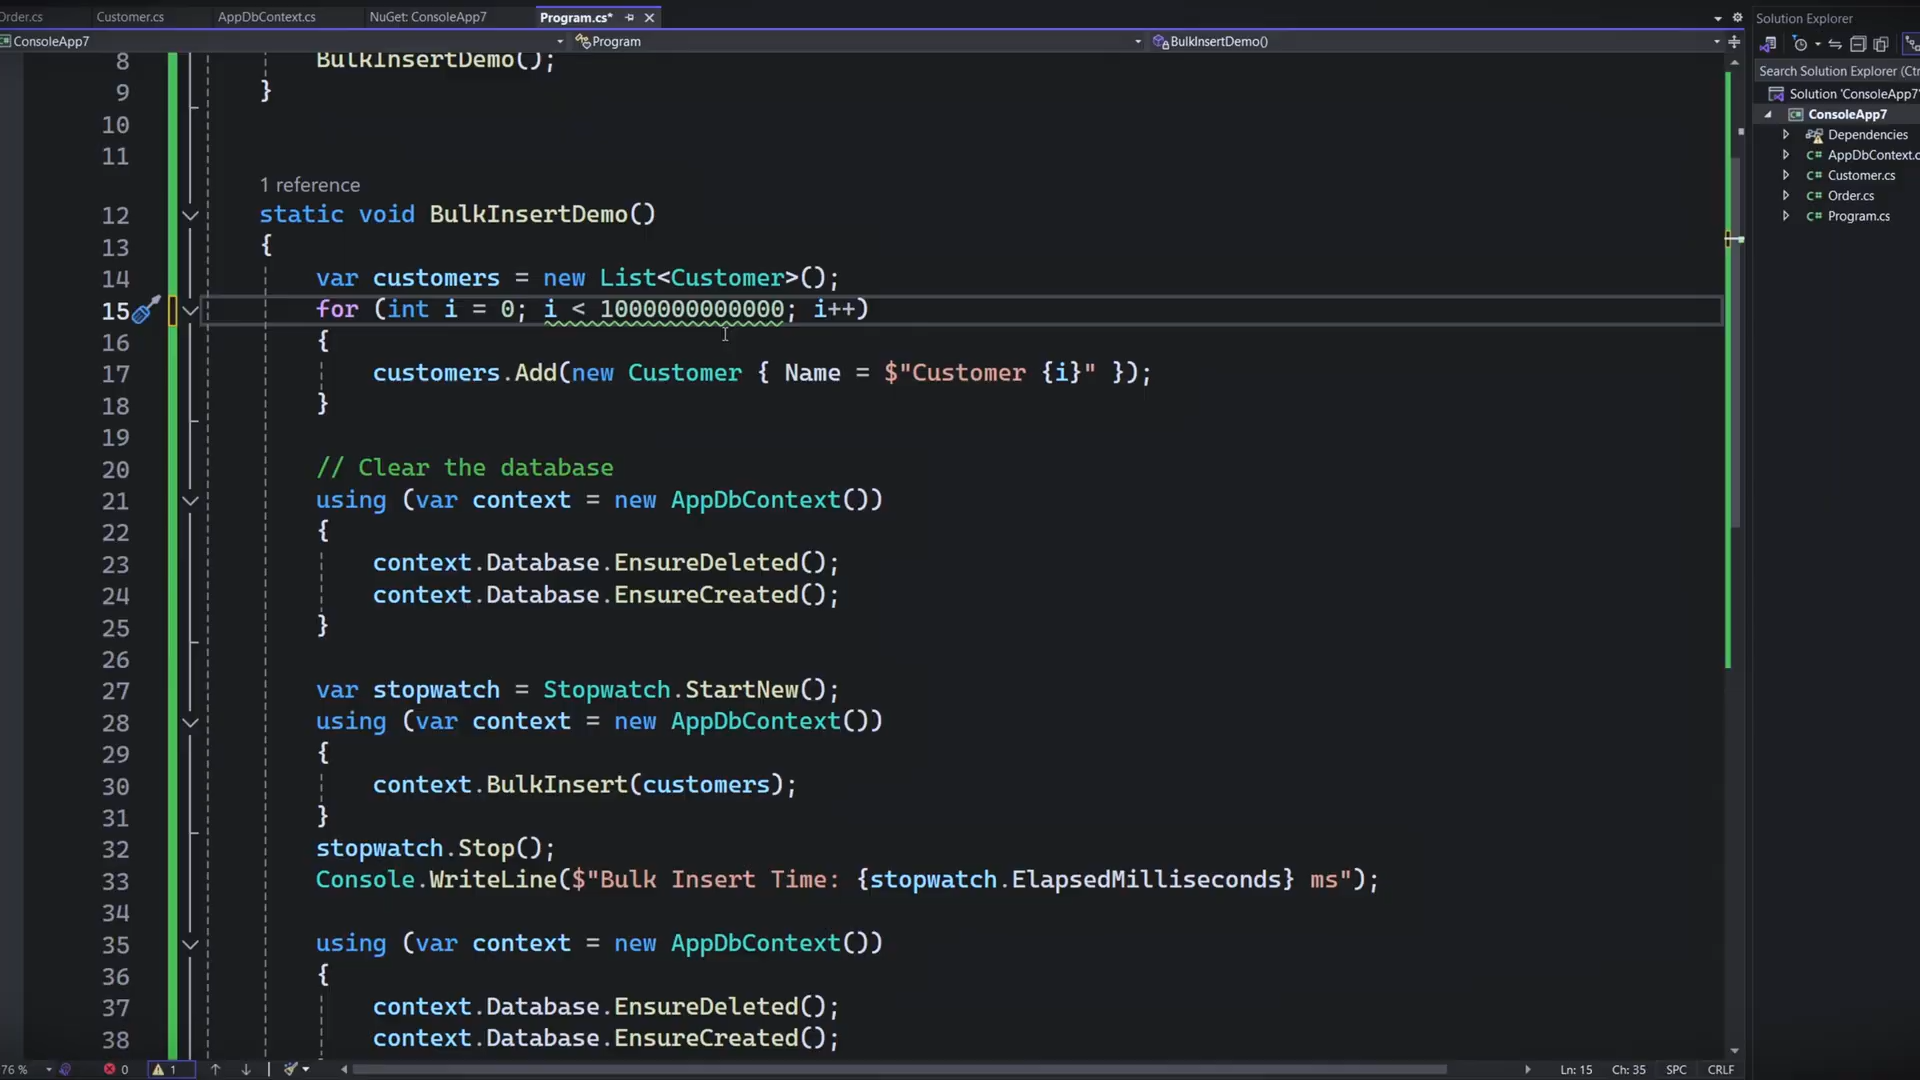 Order.cs Customer.cs AppDbContext.cs NuGet: ConsoleApp7 Program.cs*
ConsoleApp7 Program BulkInsertDemo()
8 BulkInsertDemo();
9 }
10
11
1 reference
12 static void BulkInsertDemo()
13 {
14 var customers = new List<Customer>();
15 for (int i = 0; i < 1000000000000; i++)
16 {
17 customers.Add(new Customer { Name = $"Customer {i}" });
18 }
19
20 // Clear the database
21 using (var context = new AppDbContext())
22 {
23 context.Database.EnsureDeleted();
24 context.Database.EnsureCreated();
25 }
26
27 var stopwatch = Stopwatch.StartNew();
28 using (var context = new AppDbContext())
29 {
30 context.BulkInsert(customers);
31 }
32 stopwatch.Stop();
33 Console.WriteLine($"Bulk Insert Time: {stopwatch.ElapsedMilliseconds} ms");
34
35 using (var context = new AppDbContext())
36 {
37 context.Database.EnsureDeleted();
38 context.Database.EnsureCreated();
76 % 0 1 Ln: 15 Ch: 35 SPC CRLF
Solution Explorer
Search Solution Explorer (Ctr
Solution 'ConsoleApp7'
ConsoleApp7
Dependencies
C# AppDbContext.c
C# Customer.cs
C# Order.cs
C# Program.cs